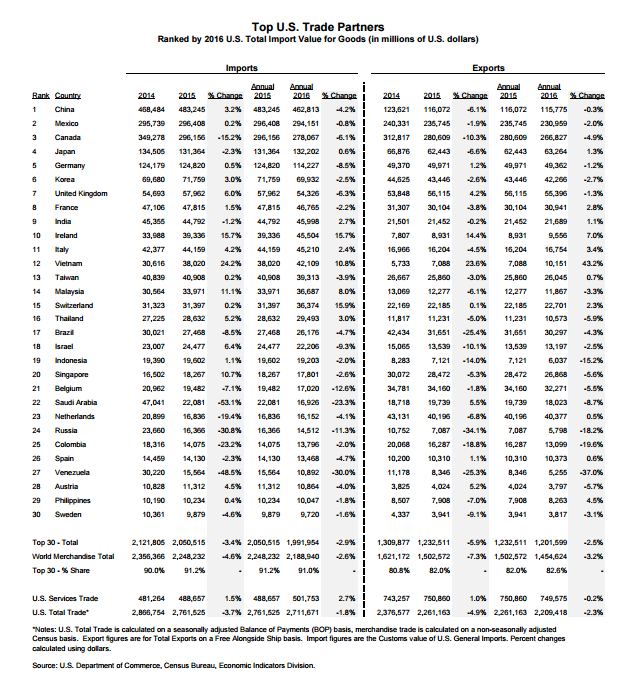 Top U.S. Trade Partners
Ranked by 2016 U.S. Total Import Value for Goods (in millions of U.S. dollars)
Imports Exports
Annual Annual Annual Annual
Rank Country 2014 2015 % Change 2015 2016 % Change 2014 2015 % Change 2015 2016 % Change
1 China 468,484 483,245 3.2% 483,245 462,813 -4.2% 123,621 116,072 -6.1% 116,072 115,775 -0.3%
2 Mexico 295,739 296,408 0.2% 296,408 294,151 -0.8% 240,331 235,745 -1.9% 235,745 230,959 -2.0%
3 Canada 349,278 296,156 -15.2% 296,156 278,067 -6.1% 312,817 280,609 -10.3% 280,609 266,827 -4.9%
4 Japan 134,505 131,364 -2.3% 131,364 132,202 0.6% 66,876 62,443 -6.6% 62,443 63,264 1.3%
5 Germany 124,179 124,820 0.5% 124,820 114,227 -8.5% 49,370 49,971 1.2% 49,971 49,362 -1.2%
6 Korea 69,680 71,759 3.0% 71,759 69,932 -2.5% 44,625 43,446 -2.6% 43,446 42,266 -2.7%
7 United Kingdom 54,693 57,962 6.0% 57,962 54,326 -6.3% 53,848 56,115 4.2% 56,115 55,396 -1.3%
8 France 47,106 47,815 1.5% 47,815 46,765 -2.2% 31,307 30,104 -3.8% 30,104 30,941 2.8%
9 India 45,355 44,792 -1.2% 44,792 45,998 2.7% 21,501 21,452 -0.2% 21,452 21,689 1.1%
10 Ireland 33,988 39,336 15.7% 39,336 45,504 15.7% 7,807 8,931 14.4% 8,931 9,556 7.0%
11 Italy 42,377 44,159 4.2% 44,159 45,210 2.4% 16,966 16,204 -4.5% 16,204 16,754 3.4%
12 Vietnam 30,616 38,020 24.2% 38,020 42,109 10.8% 5,733 7,088 23.6% 7,088 10,151 43.2%
13 Taiwan 40,839 40,908 0.2% 40,908 39,313 -3.9% 26,667 25,860 -3.0% 25,860 26,045 0.7%
14 Malaysia 30,564 33,971 11.1% 33,971 36,687 8.0% 13,069 12,277 -6.1% 12,277 11,867 -3.3%
15 Switzerland 31,323 31,397 0.2% 31,397 36,374 15.9% 22,169 22,185 0.1% 22,185 22,701 2.3%
16 Thailand 27,225 28,632 5.2% 28,632 29,493 3.0% 11,817 11,231 -5.0% 11,231 10,573 -5.9%
17 Brazil 30,021 27,468 -8.5% 27,468 26,176 -4.7% 42,434 31,651 -25.4% 31,651 30,297 -4.3%
18 Israel 23,007 24,477 6.4% 24,477 22,206 -9.3% 15,065 13,539 -10.1% 13,539 13,197 -2.5%
19 Indonesia 19,390 19,602 1.1% 19,602 19,203 -2.0% 8,283 7,121 -14.0% 7,121 6,037 -15.2%
20 Singapore 16,502 18,267 10.7% 18,267 17,801 -2.6% 30,072 28,472 -5.3% 28,472 26,868 -5.6%
21 Belgium 20,962 19,482 -7.1% 19,482 17,020 -12.6% 34,781 34,160 -1.8% 34,160 32,271 -5.5%
22 Saudi Arabia 47,041 22,081 -53.1% 22,081 16,926 -23.3% 18,718 19,739 5.5% 19,739 18,023 -8.7%
23 Netherlands 20,899 16,836 -19.4% 16,836 16,152 -4.1% 43,131 40,196 -6.8% 40,196 40,377 0.5%
24 Russia 23,660 16,366 -30.8% 16,366 14,512 -11.3% 10,752 7,087 -34.1% 7,087 5,798 -18.2%
25 Colombia 18,316 14,075 -23.2% 14,075 13,796 -2.0% 20,068 16,287 -18.8% 16,287 13,099 -19.6%
26 Spain 14,459 14,130 -2.3% 14,130 13,468 -4.7% 10,200 10,310 1.1% 10,310 10,373 0.6%
27 Venezuela 30,220 15,564 -48.5% 15,564 10,892 -30.0% 11,178 8,346 -25.3% 8,346 5,255 -37.0%
28 Austria 10,828 11,312 4.5% 11,312 10,864 -4.0% 3,825 4,024 5.2% 4,024 3,797 -5.7%
29 Philippines 10,190 10,234 0.4% 10,234 10,047 -1.8% 8,507 7,908 -7.0% 7,908 8,263 4.5%
30 Sweden 10,361 9,879 -4.6% 9,879 9,720 -1.6% 4,337 3,941 -9.1% 3,941 3,817 -3.1%
Top 30 - Total 2,121,805 2,050,515 -3.4% 2,050,515 1,991,954 -2.9% 1,309,877 1,232,511 -5.9% 1,232,511 1,201,599 -2.5%
World Merchandise Total 2,356,366 2,248,232 -4.6% 2,248,232 2,188,940 -2.6% 1,621,172 1,502,572 -7.3% 1,502,572 1,454,624 -3.2%
Top 30 - % Share 90.0% 91.2% - 91.2% 91.0% - 80.8% 82.0% - 82.0% 82.6% -
U.S. Services Trade 481,264 488,657 1.5% 488,657 501,753 2.7% 743,257 750,860 1.0% 750,860 749,575 -0.2%
U.S. Total Trade* 2,866,754 2,761,525 -3.7% 2,761,525 2,711,671 -1.8% 2,376,577 2,261,163 -4.9% 2,261,163 2,209,418 -2.3%
*Notes: U.S. Total Trade is calculated on a seasonally adjusted Balance of Payments (BOP) basis, merchandise trade is calculated on a non-seasonally adjusted
Census basis. Export figures are for Total Exports on a Free Alongside Ship basis. Import figures are the Customs value of U.S. General Imports. Percent changes
calculated using dollars.
Source: U.S. Department of Commerce, Census Bureau, Economic Indicators Division.